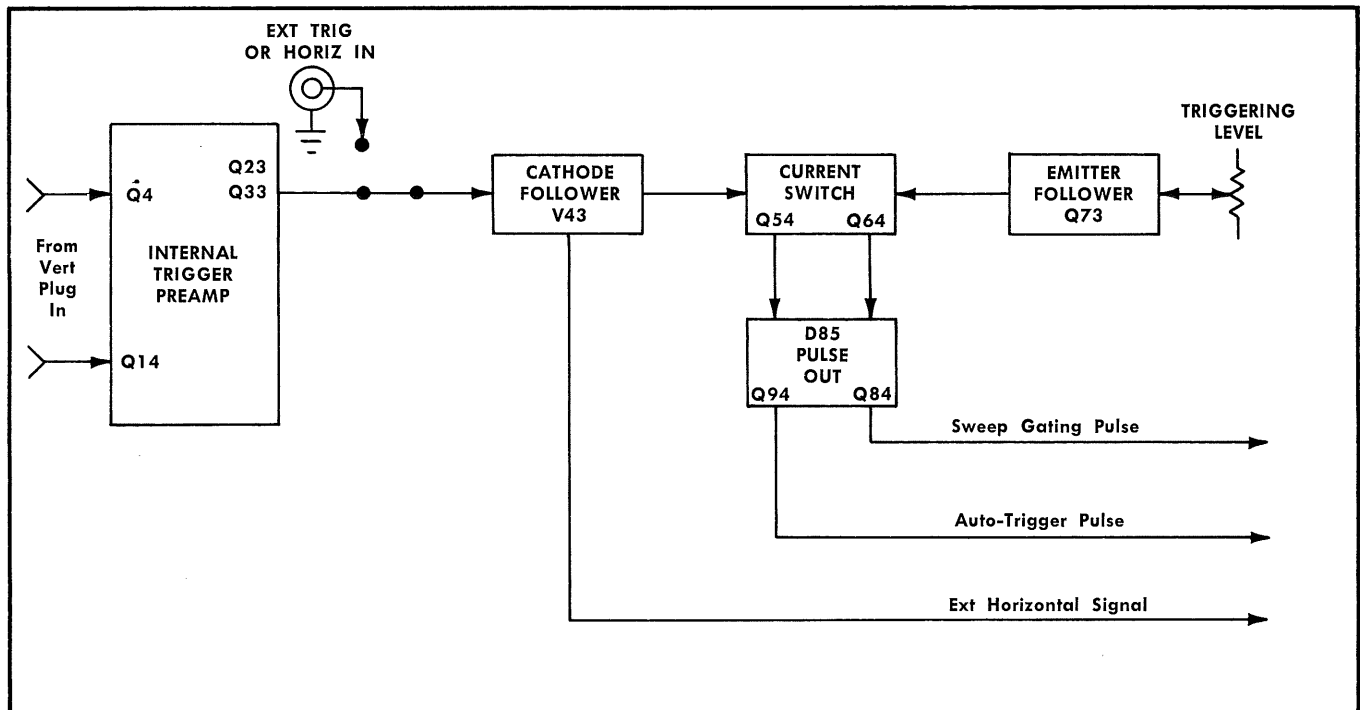 EXT TRIG
OR HORIZ IN
TRIGGERING
LEVEL
Q23
Q33
Q4
From
Vert
Plug
In
INTERNAL
TRIGGER
PREAMP
Q14
CATHODE
FOLLOWER
V43
CURRENT
SWITCH
Q54 Q64
EMITTER
FOLLOWER
Q73
D85
PULSE
OUT
Q94 Q84
Sweep Gating Pulse
Auto-Trigger Pulse
Ext Horizontal Signal